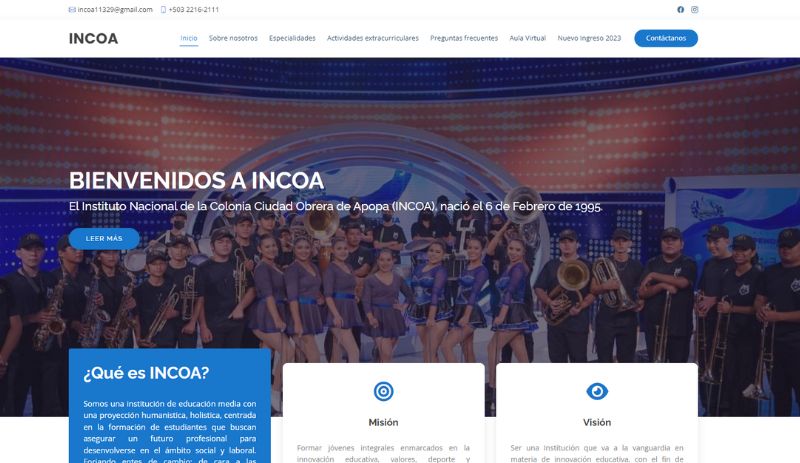 incoa11329@gmail.com +503 2216-2111
INCOA
Inicio Sobre nosotros Especialidades Actividades extracurriculares Preguntas frecuentes Aula Virtual Nuevo Ingreso 2023 Contáctanos
BIENVENIDOS A INCOA
El Instituto Nacional de la Colonia Ciudad Obrera de Apopa (INCOA), nació el 6 de Febrero de 1995.
LEER MÁS
¿Qué es INCOA?
Somos una institución de educación media con
una proyección humanística, holística, centrada
en la formación de estudiantes que buscan
asegurar un futuro profesional para
desenvolverse en el ámbito social y laboral.
Forjando entes de cambio; de cara a las
Misión
Formar jóvenes integrales enmarcados en la
innovación educativa, valores, deporte y
Visión
Ser una institución que va a la vanguardia en
materia de innovación educativa, con el fin de